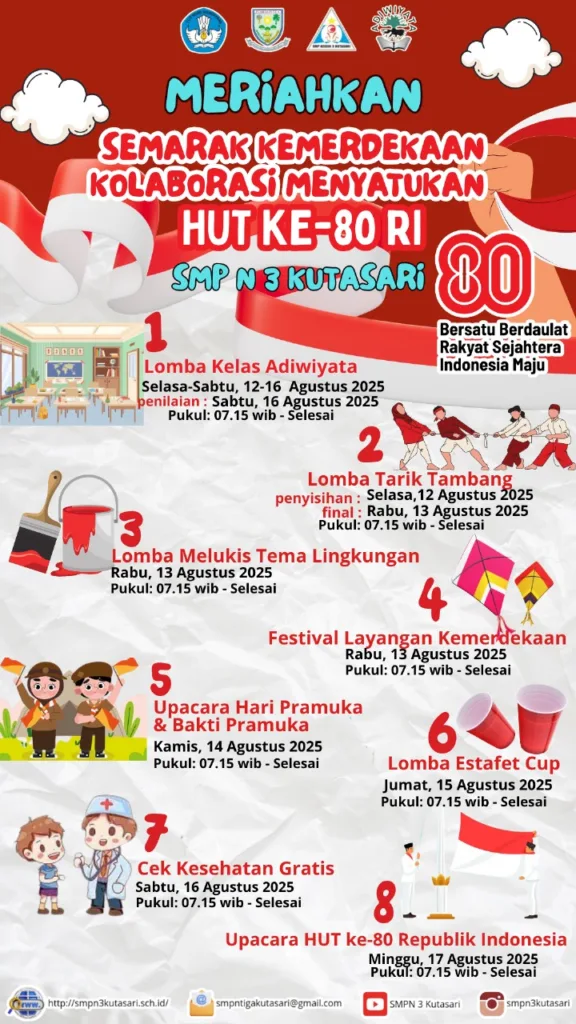 ADIWIYATA
SMP NEGERI 3 KUTASARI
MERiAHKAN
SEMARAK KEMERDEKAAN
KOLABORASi MENYATUKAN
HUT KE-80 RI
SMP N 3 KUTASARi
80
Bersatu Berdaulat
Rakyat Sejahtera
Indonesia Maju
1
Lomba Kelas Adiwiyata
Selasa-Sabtu, 12-16 Agustus 2025
penilaian : Sabtu, 16 Agustus 2025
Pukul: 07.15 wib - Selesai
2
Lomba Tarik Tambang
penyisihan : Selasa,12 Agustus 2025
final : Rabu, 13 Agustus 2025
Pukul: 07.15 wib - Selesai
3
Lomba Melukis Tema Lingkungan
Rabu, 13 Agustus 2025
Pukul: 07.15 wib - Selesai
4
Festival Layangan Kemerdekaan
Rabu, 13 Agustus 2025
Pukul: 07.15 wib - Selesai
5
Upacara Hari Pramuka
& Bakti Pramuka
Kamis, 14 Agustus 2025
Pukul: 07.15 wib - Selesai
6
Lomba Estafet Cup
Jumat, 15 Agustus 2025
Pukul: 07.15 wib - Selesai
7
Cek Kesehatan Gratis
Sabtu, 16 Agustus 2025
Pukul: 07.15 wib - Selesai
8
Upacara HUT ke-80 Republik Indonesia
Minggu, 17 Agustus 2025
Pukul: 07.15 wib - Selesai
www. http://smpn3kutasari.sch.id/ smpntigakutasari@gmail.com SMPN 3 Kutasari smpn3kutasari